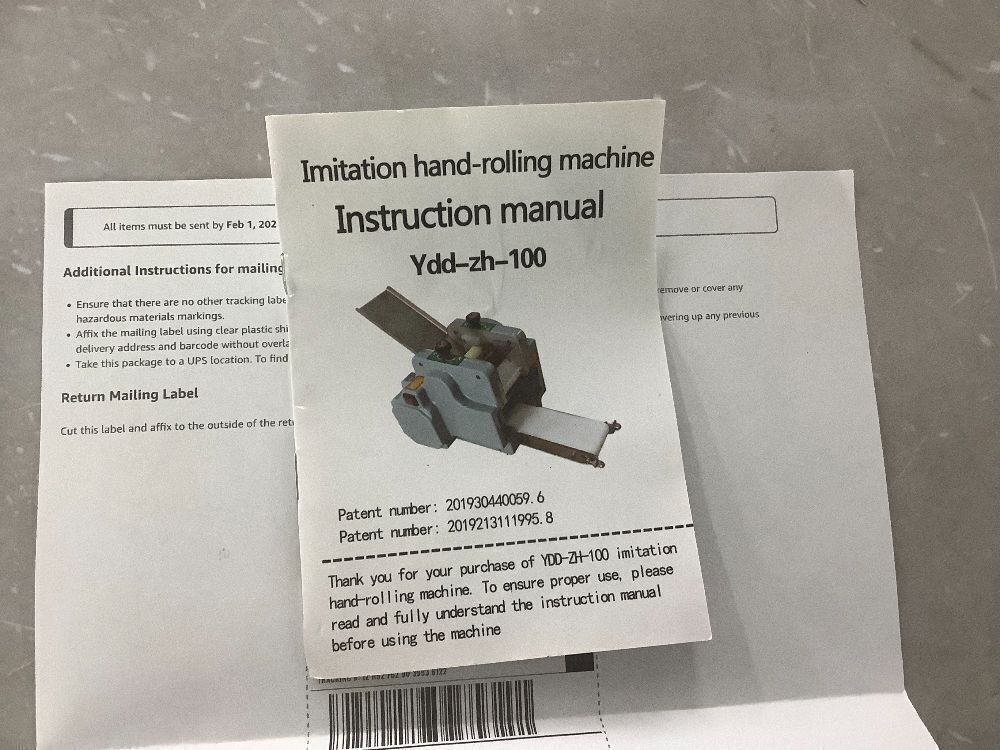 Imitation hand-rolling machine
Instruction manual
Ydd-zh-100
Patent number: 201930440059.6
Patent number: 2019213111995.8
Thank you for your purchase of YDD-ZH-100 imitation
hand-rolling machine. To ensure proper use, please
read and fully understand the instruction manual
before using the machine
All items must be sent by Feb 1, 202
Additional Instructions for mailing
• Ensure that there are no other tracking labe
hazardous materials markings.
• Affix the mailing label using clear plastic shi
delivery address and barcode without overla
• Take this package to a UPS location. To find
emove or cover any
vering up any previous
Return Mailing Label
Cut this label and affix to the outside of the ret